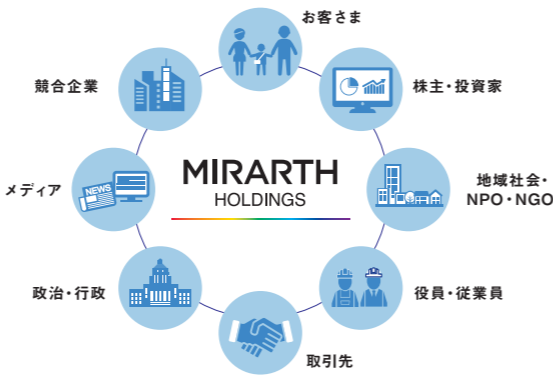 お客さま
競合企業
株主・投資家
MIRARTH
HOLDINGS
メディア
NEWS
地域社会・
NPO・NGO
政治・行政
役員・従業員
取引先